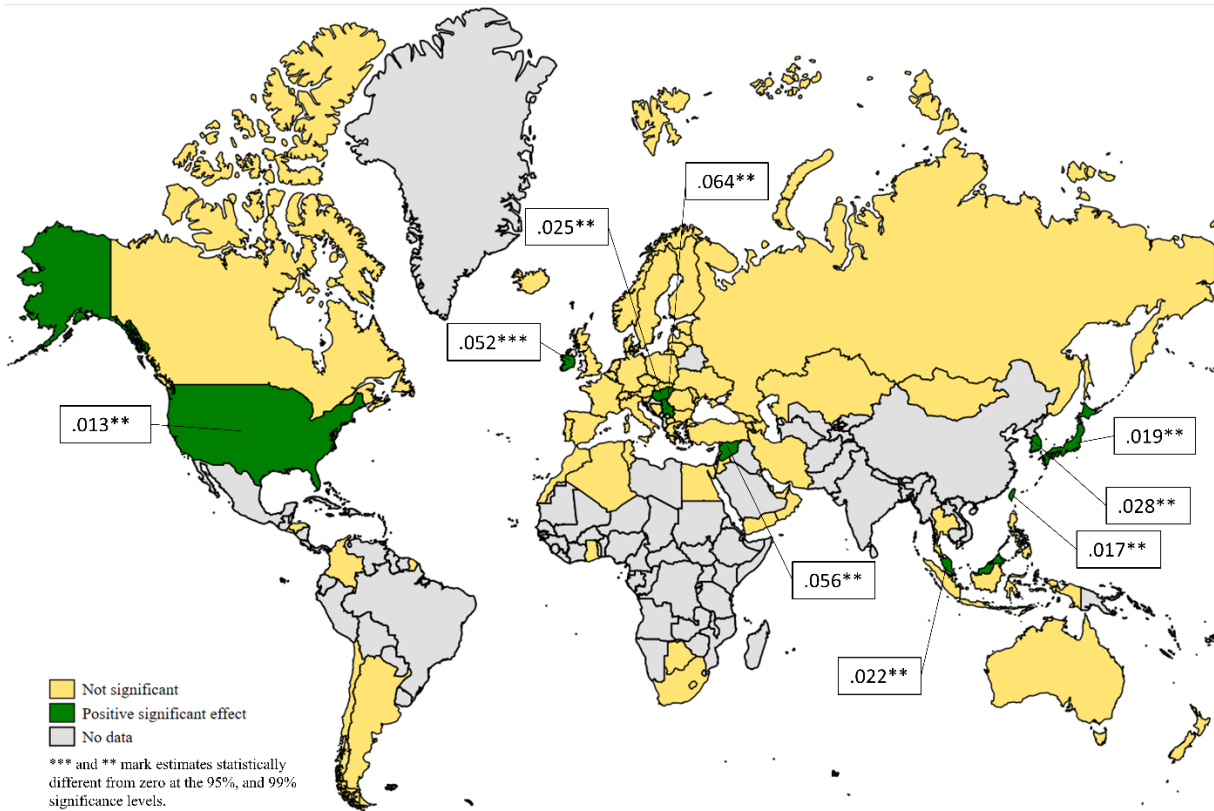 .064**
.025**
.052***
.013**
.019**
.028**
.017**
.056**
.022**
Not significant
Positive significant effect
No data
*** and ** mark estimates statistically
different from zero at the 95%, and 99%
significance levels.